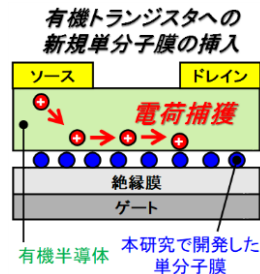 有機トランジスタへの
新規単分子膜の挿入
ソース
ドレイン
電荷捕獲
絶縁膜
ゲート
有機半導体
本研究で開発した
単分子膜